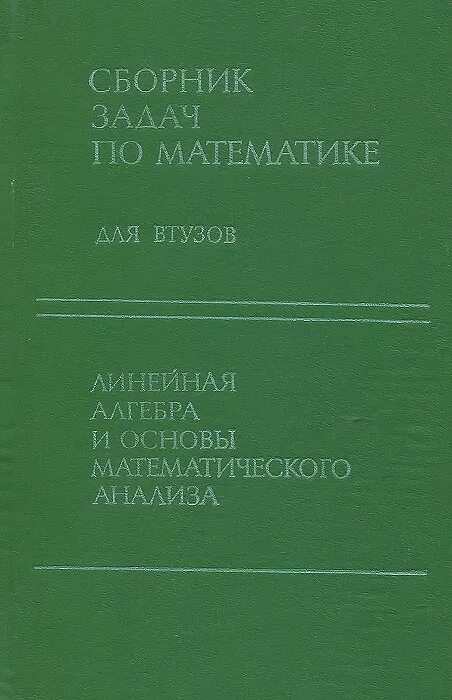 СБОРНИК
ЗАДАЧ
ПО МАТЕМАТИКЕ
ДЛЯ ВТУЗОВ
ЛИНЕЙНАЯ
АЛГЕБРА
И ОСНОВЫ
МАТЕМАТИЧЕСКОГО
АНАЛИЗА